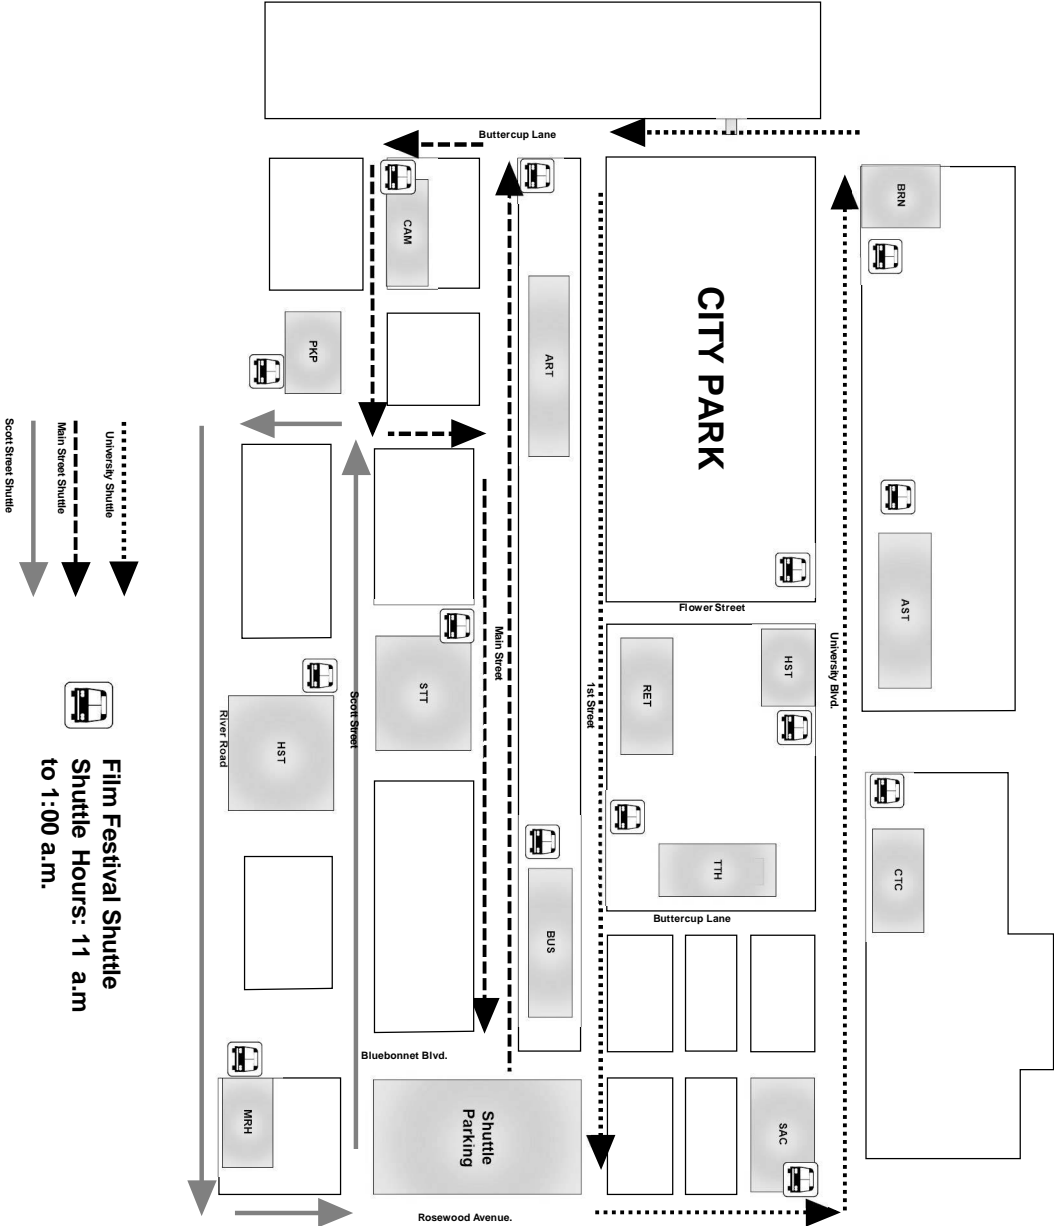 Buttercup Lane
BRN
CAM
CITY PARK
PKP
ART
University Shuttle
Main Street Shuttle
Scott Street Shuttle
AST
Flower Street
Main Street
1st Street
University Blvd.
HST
RET
STT
Scott Street
River Road
HST
Film Festival Shuttle
Shuttle Hours: 11 a.m
to 1:00 a.m.
TTH
CTC
Buttercup Lane
BUS
Bluebonnet Blvd.
MRH
Shuttle
Parking
SAC
Rosewood Avenue.